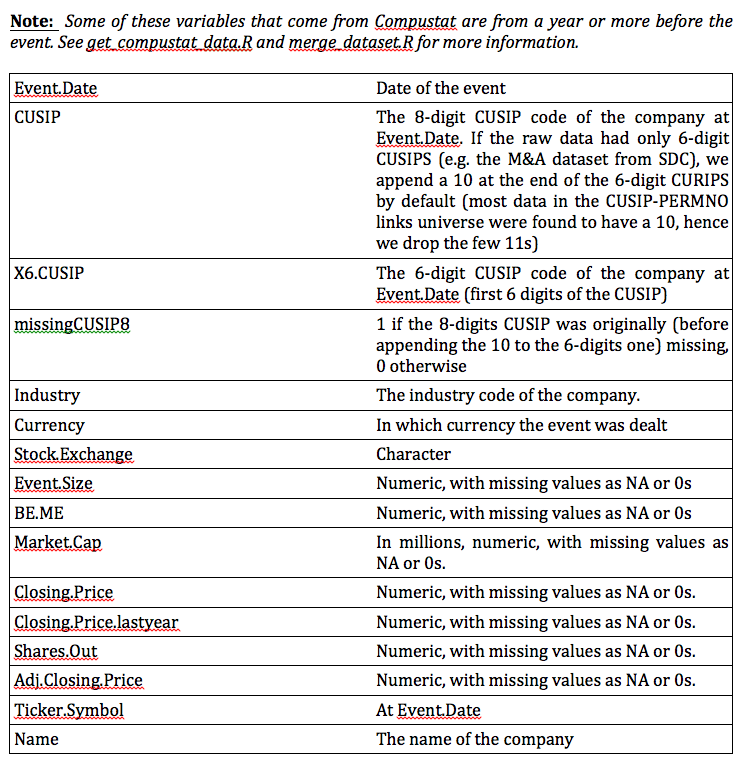 Note: Some of these variables that come from Compustat are from a year or more before the
event. See get_compustat_data.R and merge_dataset.R for more information.
Event.Date
Date of the event
CUSIP
The 8-digit CUSIP code of the company at
Event.Date. If the raw data had only 6-digit
CUSIPS (e.g. the M&A dataset from SDC), we
append a 10 at the end of the 6-digit CURIPS
by default (most data in the CUSIP-PERMNO
links universe were found to have a 10, hence
we drop the few 11s)
X6.CUSIP
The 6-digit CUSIP code of the company at
Event.Date (first 6 digits of the CUSIP)
missingCUSIP8
1 if the 8-digits CUSIP was originally (before
appending the 10 to the 6-digits one) missing,
0 otherwise
Industry
The industry code of the company.
Currency
In which currency the event was dealt
Stock.Exchange
Character
Event.Size
Numeric, with missing values as NA or 0s
BE.ME
Numeric, with missing values as NA or 0s
Market.Cap
In millions, numeric, with missing values as
NA or 0s.
Closing.Price
Numeric, with missing values as NA or 0s.
Closing.Price.lastyear
Numeric, with missing values as NA or 0s.
Shares.Out
Numeric, with missing values as NA or 0s.
Adj.Closing.Price
Numeric, with missing values as NA or 0s.
Ticker.Symbol
At Event.Date
Name
The name of the company